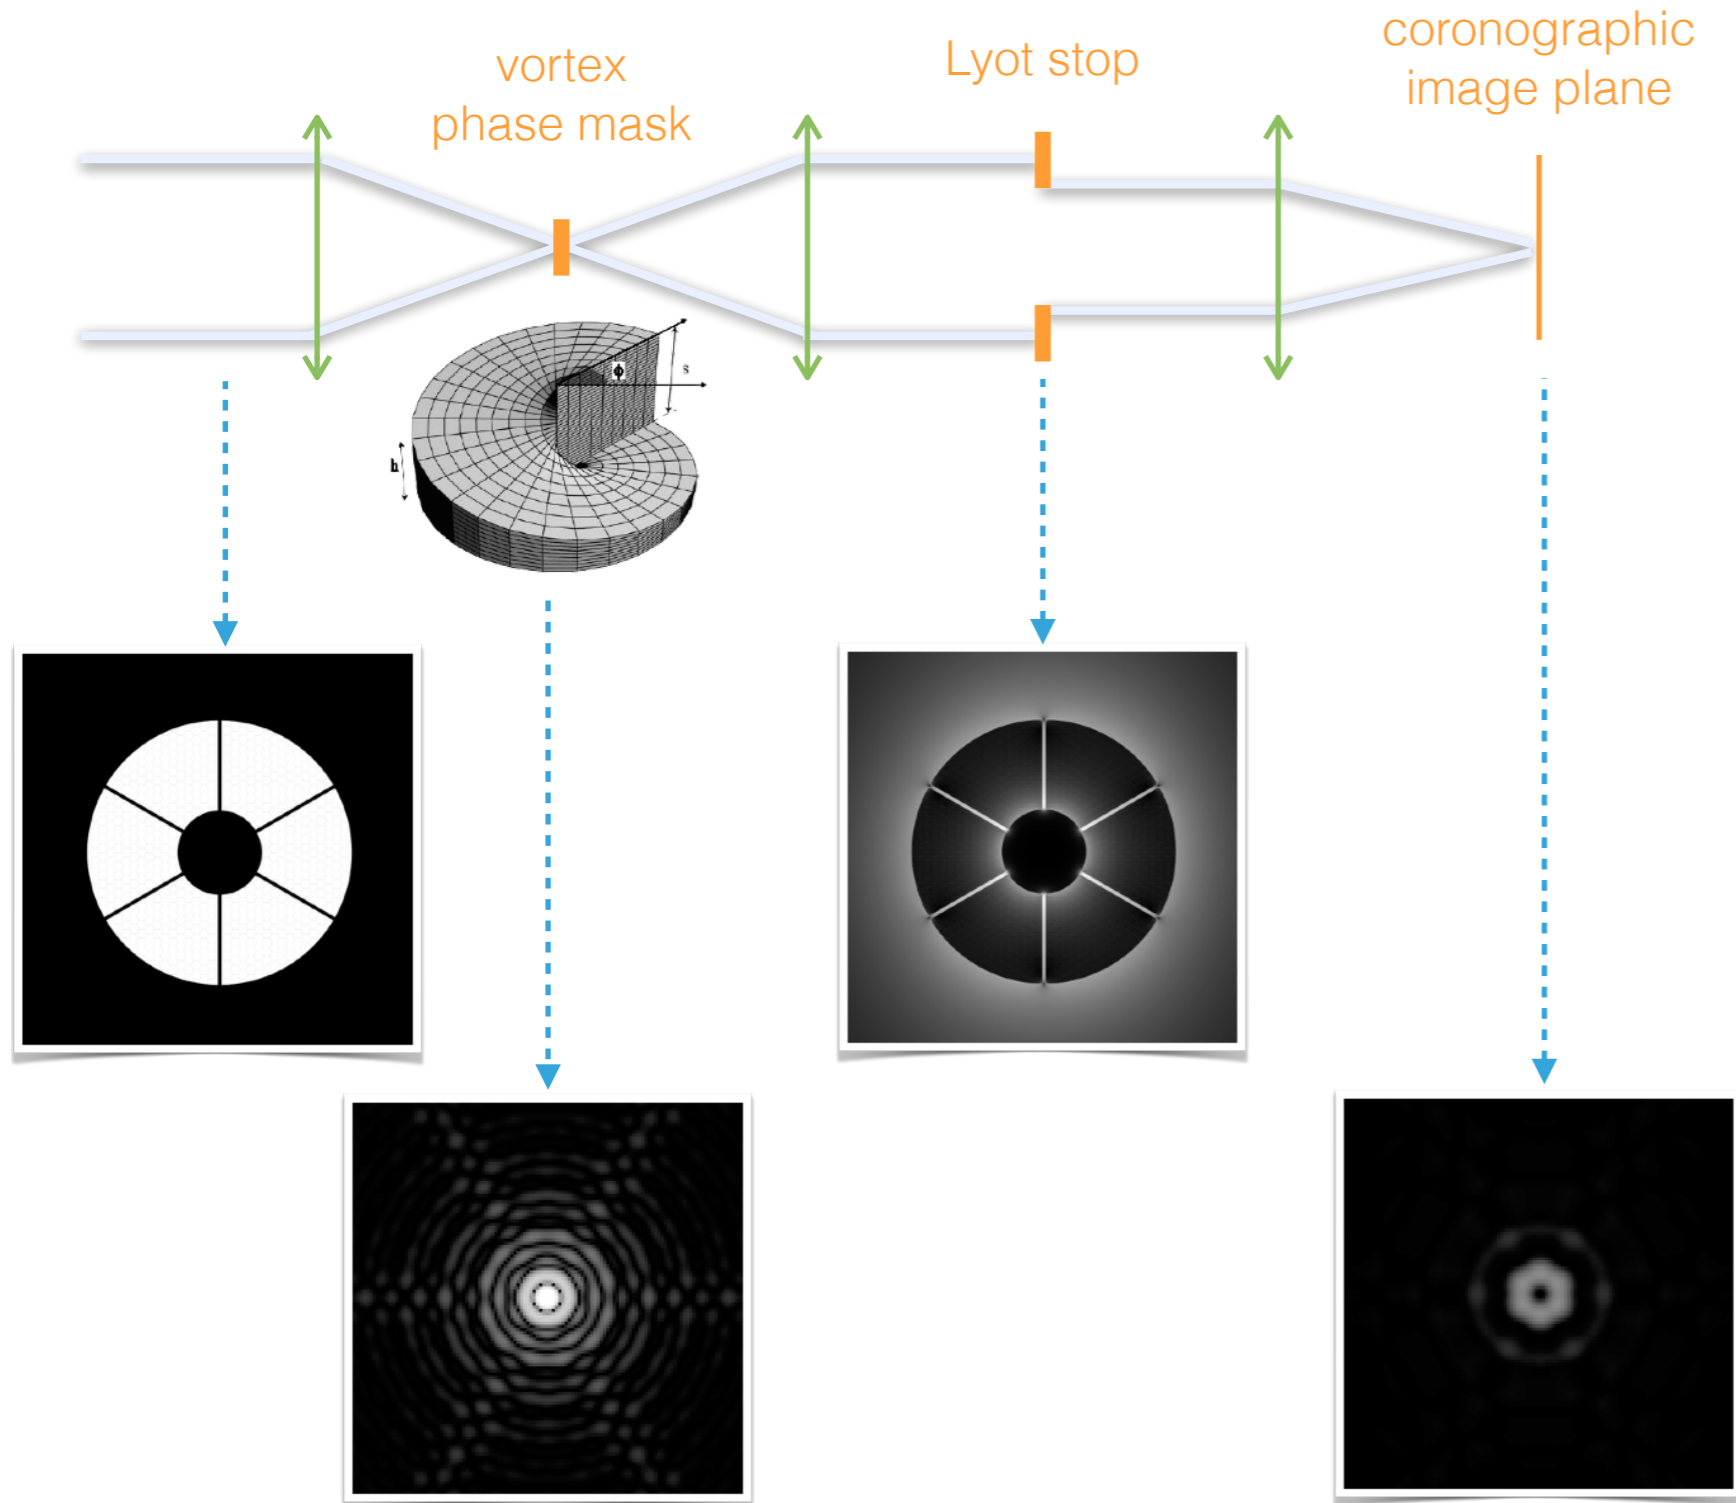 vortex
phase mask
Lyot stop
coronographic
image plane
ϕ
s
h